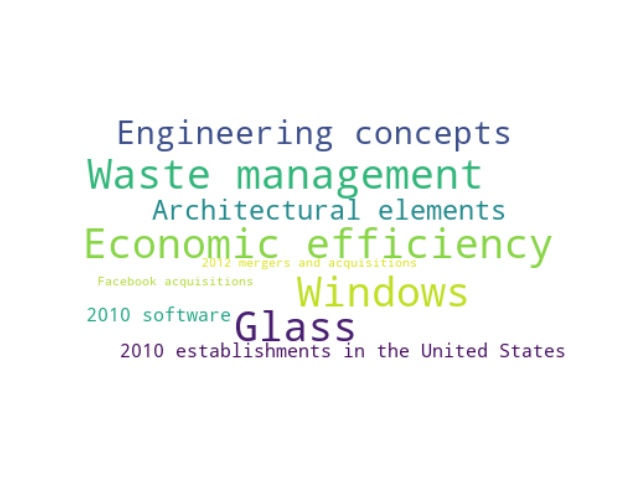 Engineering concepts
Waste management
Architectural elements
Economic efficiency
2012 mergers and acquisitions
Facebook acquisitions
Windows
2010 software
Glass
2010 establishments in the United States